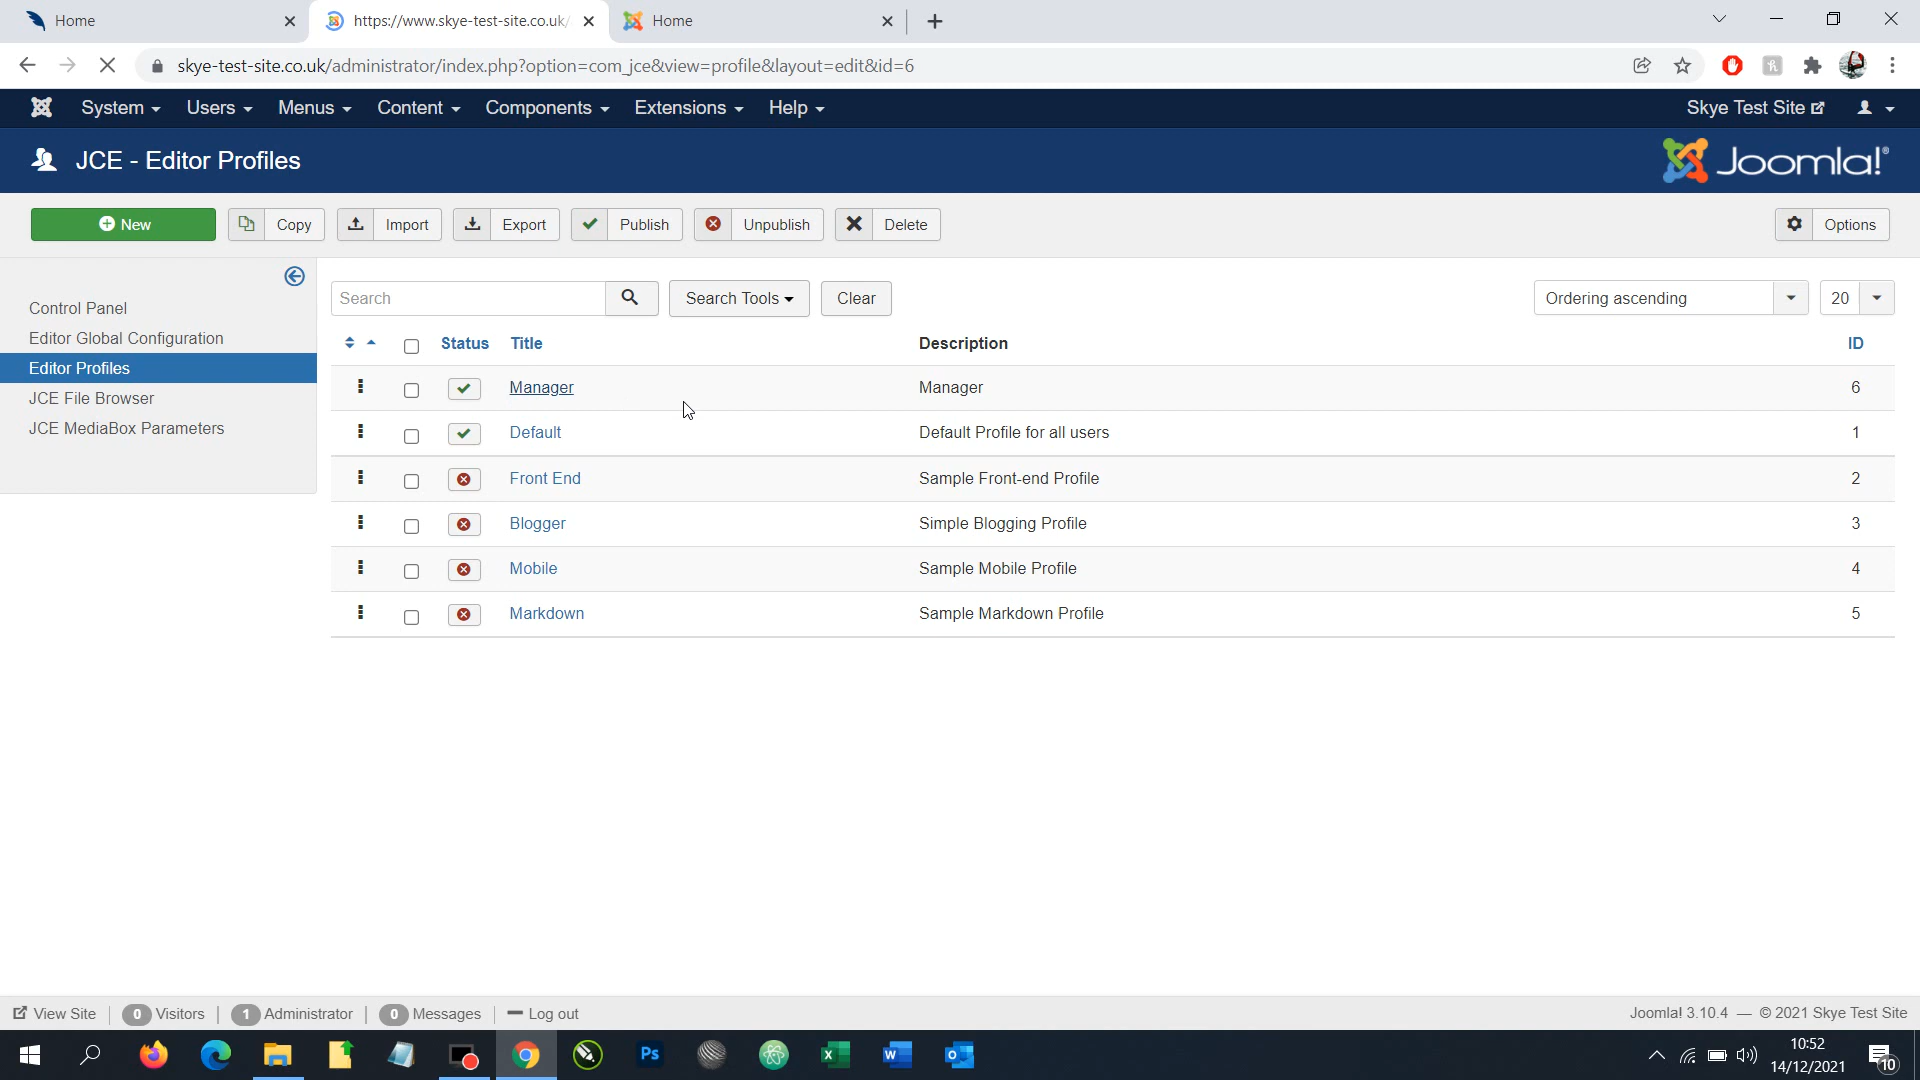 Home
https://www.skye-test-site.co.uk/
Home
skye-test-site.co.uk/administrator/index.php?option=com_jce&view=profile&layout=edit&id=6
System Users Menus Content Components Extensions Help Skye Test Site
JCE - Editor Profiles
Joomla!®
New Copy Import Export Publish Unpublish Delete Options
Control Panel
Editor Global Configuration
Editor Profiles
JCE File Browser
JCE MediaBox Parameters
Search Search Tools Clear Ordering ascending 20
Status Title Description ID
Manager Manager 6
Default Default Profile for all users 1
Front End Sample Front-end Profile 2
Blogger Simple Blogging Profile 3
Mobile Sample Mobile Profile 4
Markdown Sample Markdown Profile 5
View Site 0 Visitors 1 Administrator 0 Messages Log out Joomla! 3.10.4 — © 2021 Skye Test Site
Ps
X
W
O
10:52
14/12/2021
10